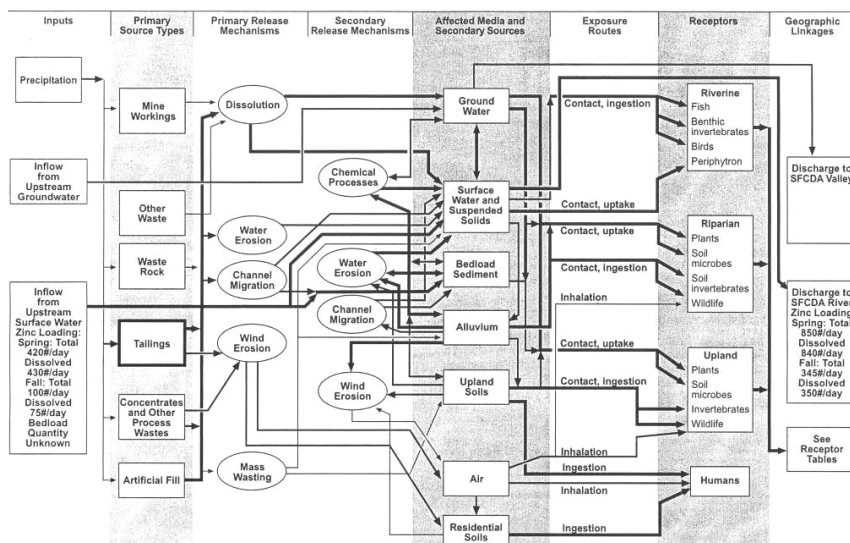 Inputs
Primary
Source Types
Primary Release
Mechanisms
Secondary
Release Mechanisms
Affected Media and
Secondary Sources
Exposure
Routes
Receptors
Geographic
Linkages
Precipitation
Inflow
from
Upstream
Groundwater
Inflow
from
Upstream
Surface Water
Zinc Loading:
Spring: Total
420#/day
Dissolved
430#/day
Fall: Total
100#/day
Dissolved
75#/day
Bedload
Quantity
Unknown
Mine
Workings
Other
Waste
Waste
Rock
Tailings
Concentrates
and Other
Process
Wastes
Artificial Fill
Dissolution
Water
Erosion
Channel
Migration
Wind
Erosion
Mass
Wasting
Chemical
Processes
Water
Erosion
Channel
Migration
Wind
Erosion
Ground
Water
Surface
Water and
Suspended
Solids
Bedload
Sediment
Alluvium
Upland
Soils
Air
Residential
Soils
Contact, ingestion
Contact, uptake
Contact, uptake
Contact, ingestion
Inhalation
Contact, uptake
Contact, ingestion
Inhalation
Ingestion
Inhalation
Ingestion
Riverine
Fish
Benthic
invertebrates
Birds
Periphytron
Riparian
Plants
Soil
microbes
Soil
invertebrates
Wildlife
Upland
Plants
Soil
microbes
Invertebrates
Wildlife
Humans
Discharge to
SFCDA Valley
Discharge to
SFCDA River
Zinc Loading:
Spring: Total
850#/day
Dissolved
840#/day
Fall: Total
345#/day
Dissolved
350#/day
See
Receptor
Tables